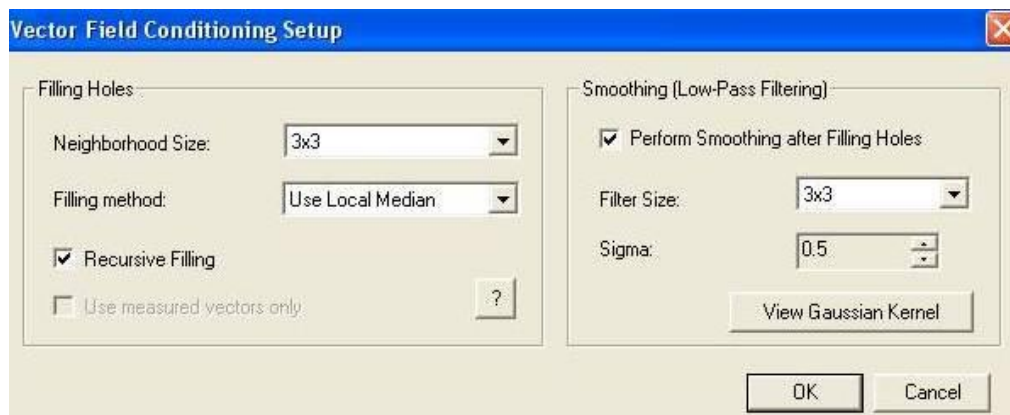 Vector Field Conditioning Setup
Filling Holes
Neighborhood Size: 3x3
Filling method: Use Local Median
Recursive Filling
Use measured vectors only
?
Smoothing (Low-Pass Filtering)
Perform Smoothing after Filling Holes
Filter Size: 3x3
Sigma: 0.5
View Gaussian Kernel
OK Cancel